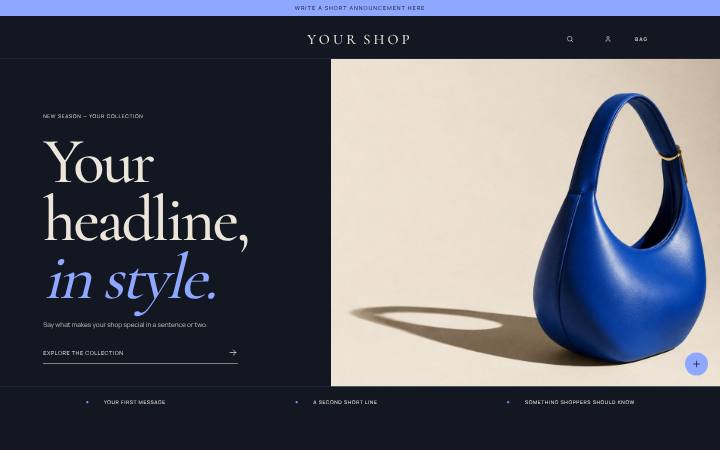 WRITE A SHORT ANNOUNCEMENT HERE
YOUR SHOP
BAG
NEW SEASON — YOUR COLLECTION
Your
headline,
in style.
Say what makes your shop special in a sentence or two.
EXPLORE THE COLLECTION
YOUR FIRST MESSAGE
A SECOND SHORT LINE
SOMETHING SHOPPERS SHOULD KNOW